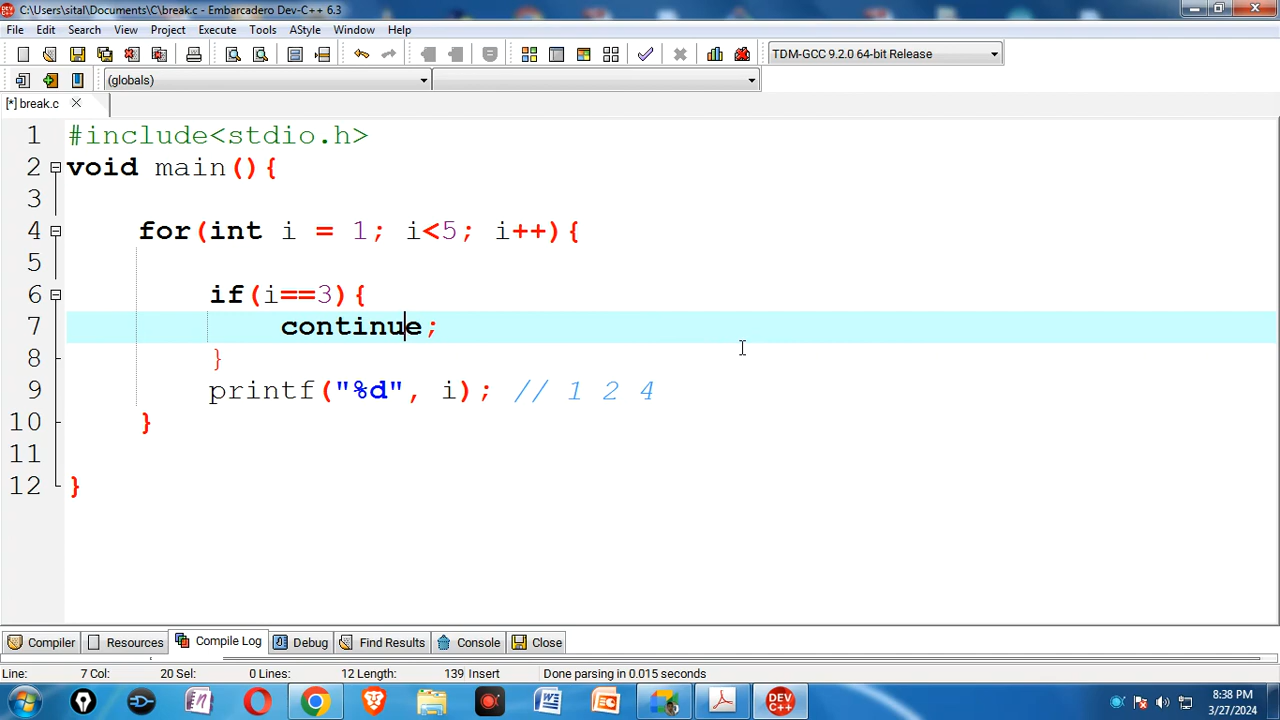 C:\Users\sital\Documents\C\break.c - Embarcadero Dev-C++ 6.3
File Edit Search View Project Execute Tools AStyle Window Help
TDM-GCC 9.2.0 64-bit Release
(globals)
[*] break.c
1 #include<stdio.h>
2 void main(){
3
4 for(int i = 1; i<5; i++){
5
6 if(i==3){
7 continue;
8 }
9 printf("%d", i); // 1 2 4
10 }
11
12 }
Compiler Resources Compile Log Debug Find Results Console Close
Line: 7 Col: 20 Sel: 0 Lines: 12 Length: 139 Insert Done parsing in 0.015 seconds
DEV C++
8:38 PM
3/27/2024